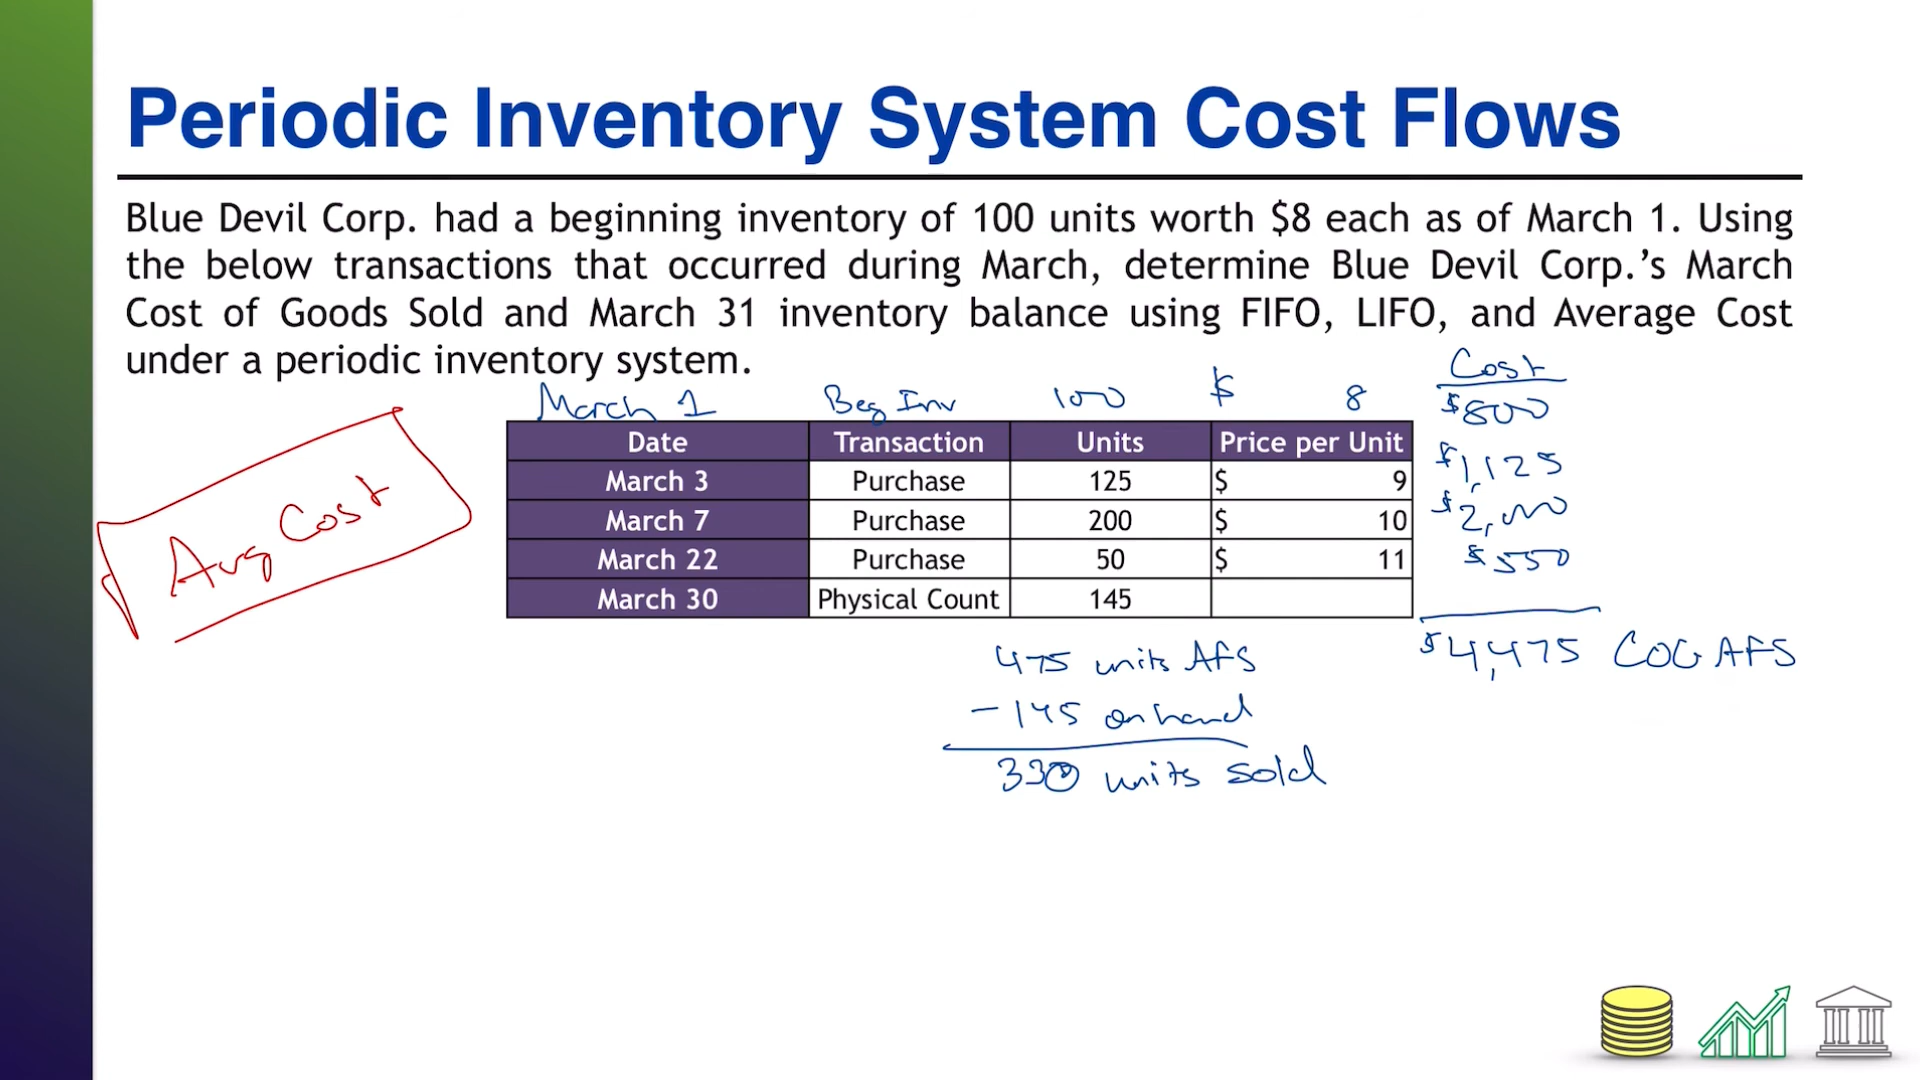 Periodic Inventory System Cost Flows
Blue Devil Corp. had a beginning inventory of 100 units worth $8 each as of March 1. Using
the below transactions that occurred during March, determine Blue Devil Corp.’s March
Cost of Goods Sold and March 31 inventory balance using FIFO, LIFO, and Average Cost
under a periodic inventory system.
Cost
March 1 Beg Inv 100 $ 8 $800
Date Transaction Units Price per Unit
March 3 Purchase 125 $ 9 $1,125
March 7 Purchase 200 $ 10 $2,000
March 22 Purchase 50 $ 11 $550
March 30 Physical Count 145
Avg Cost
475 units AFS $4,475 COGAFS
- 145 on hand
330 units sold